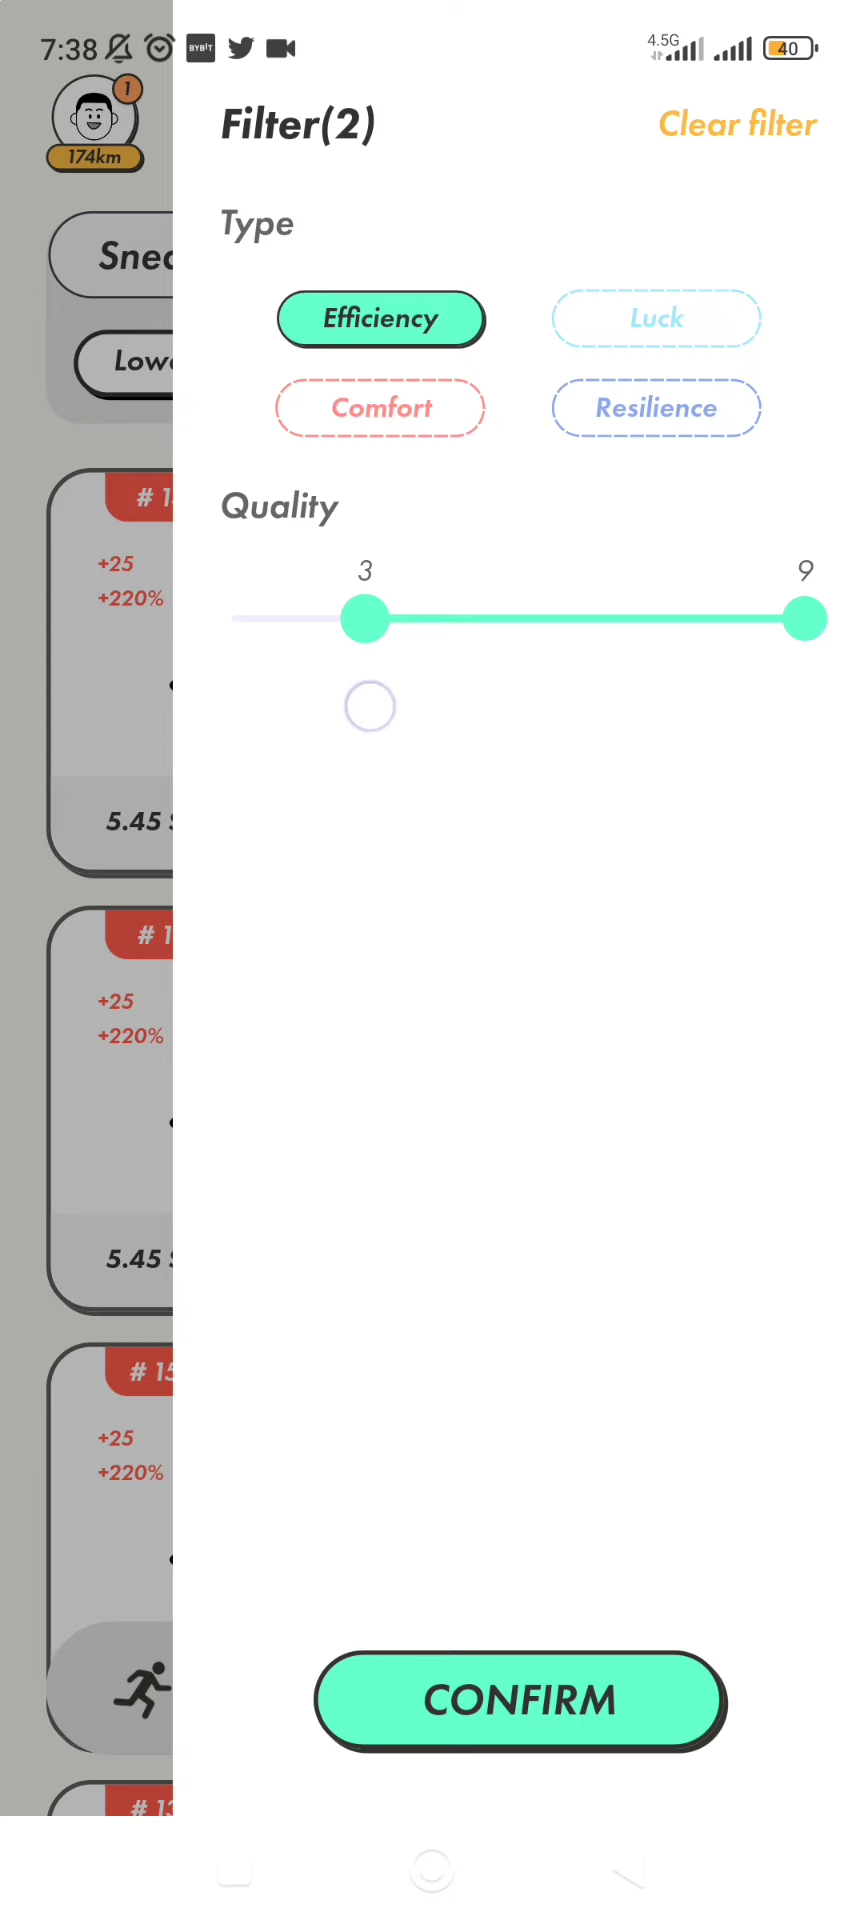 7:38 BYBIT 4.5G 40
1
174km
Filter(2) Clear filter
Type
Efficiency Luck
Comfort Resilience
Quality
3 9
+25
+220%
5.45
+25
+220%
5.45
+25
+220%
CONFIRM